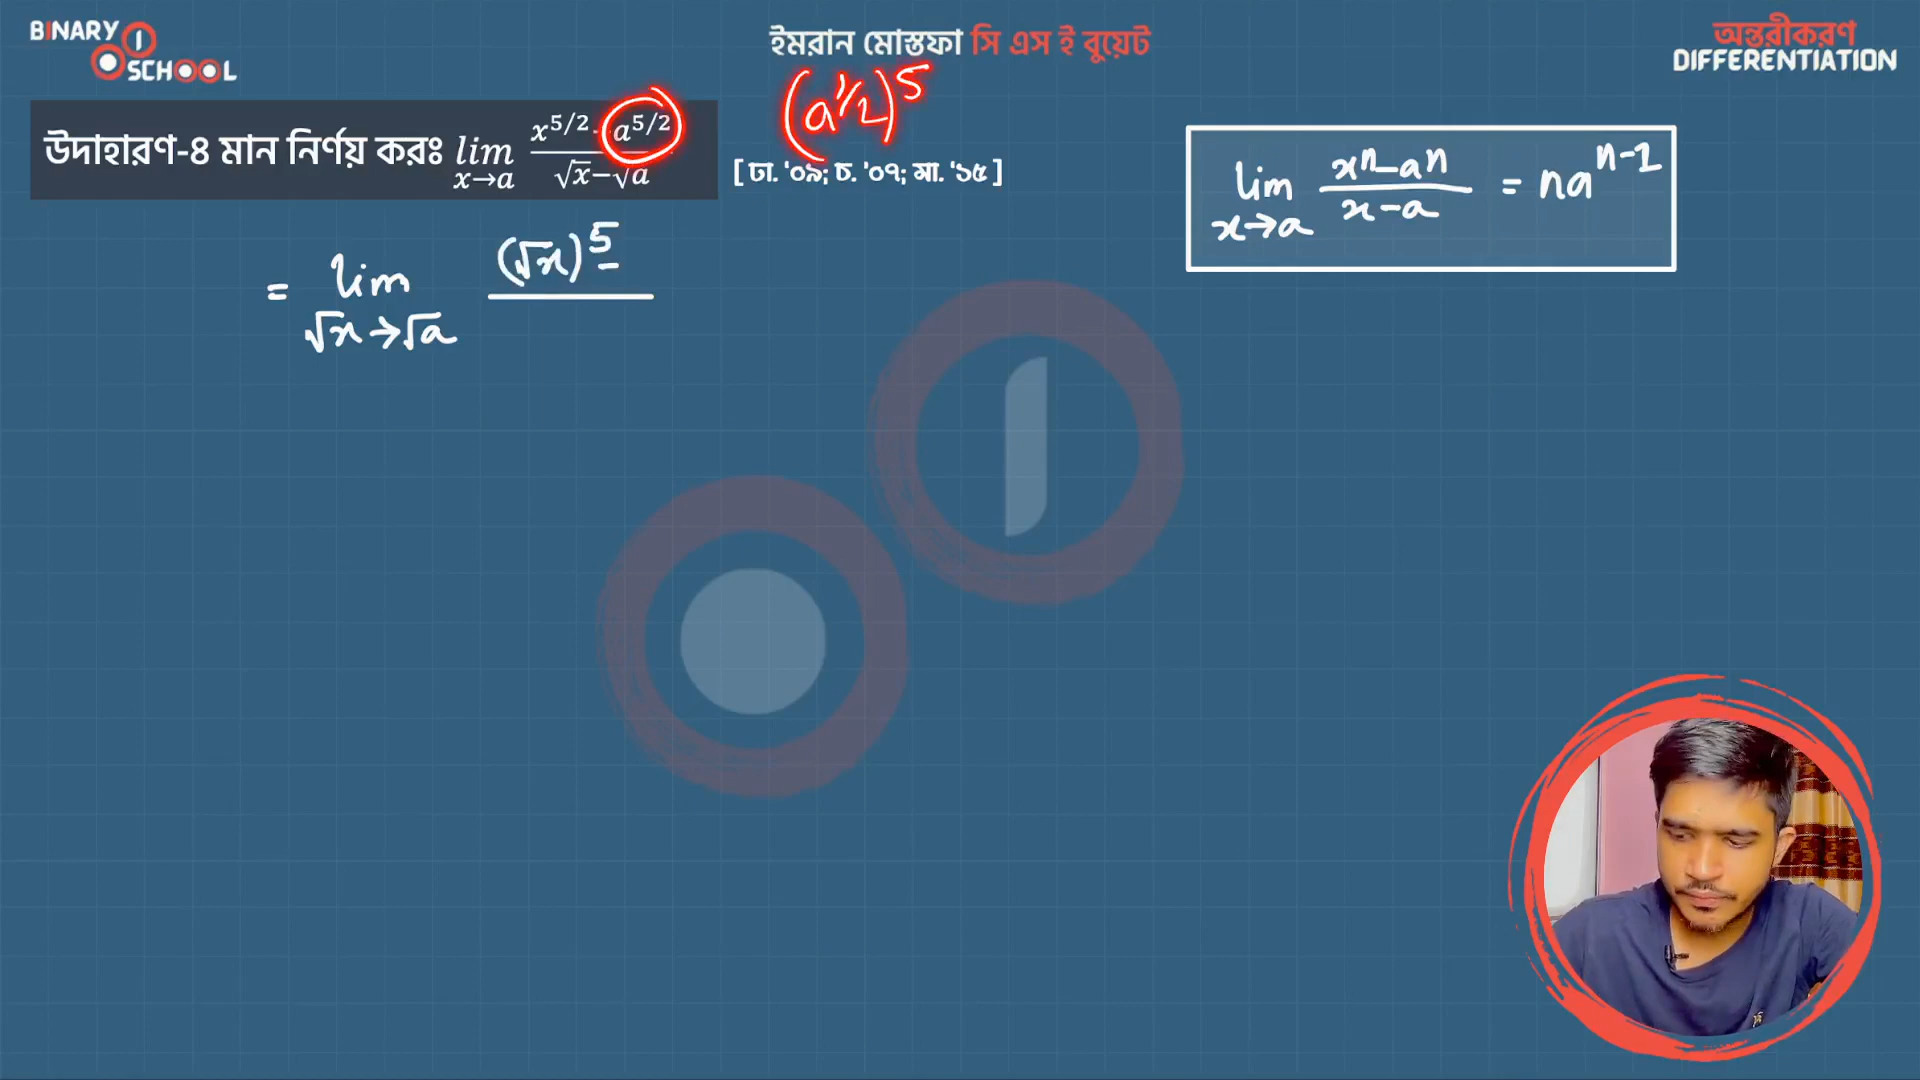 BINARY SCHOOL
ইমরান মোস্তফা সি এস ই বুয়েট
অন্তরীকরণ
DIFFERENTIATION
(a^{1/2})^5
উদাহরণ-৪ মান নির্ণয় করঃ lim x→a (x^{5/2} - a^{5/2})/(√x-√a)
[ ঢা. '০৯; চ. '০৭; মা. '১৫ ]
lim x→a (x^n-a^n)/(x-a) = na^{n-1}
= lim √x→√a (√x)^5 -